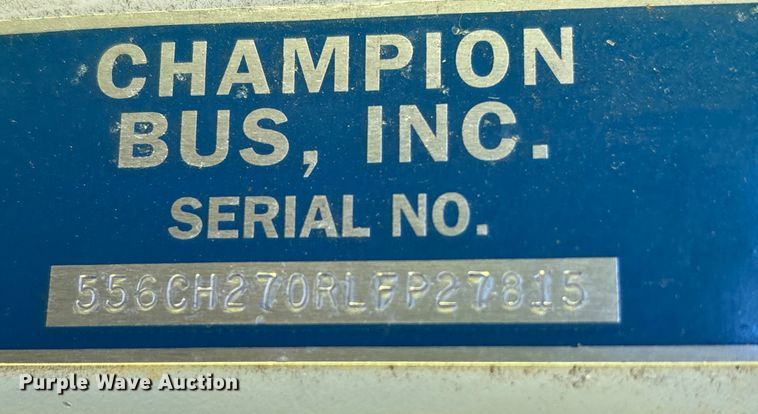 CHAMPION
BUS, INC.
SERIAL NO.
556CH270RLFP27815
Purple Wave Auction